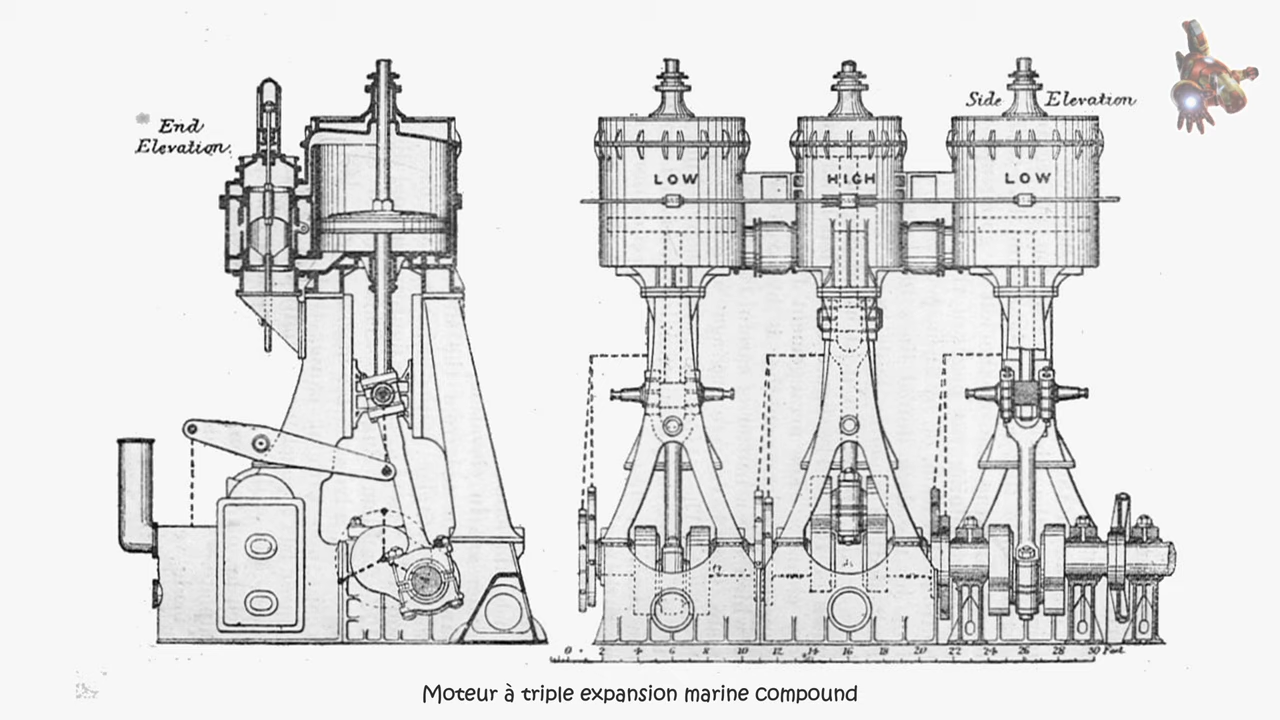 End
Elevation.
Side Elevation
LOW
HIGH
LOW
0 2 4 6 8 10 12 14 16 18 20 22 24 26 28 30 Feet
Moteur à triple expansion marine compound